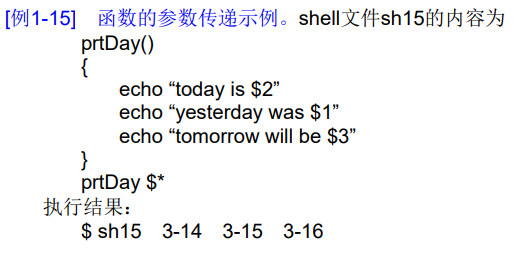 [例1-15] 函数的参数传递示例。shell文件sh15的内容为
prtDay()
{
echo “today is $2”
echo “yesterday was $1”
echo “tomorrow will be $3”
}
prtDay $*
执行结果：
$ sh15 3-14 3-15 3-16